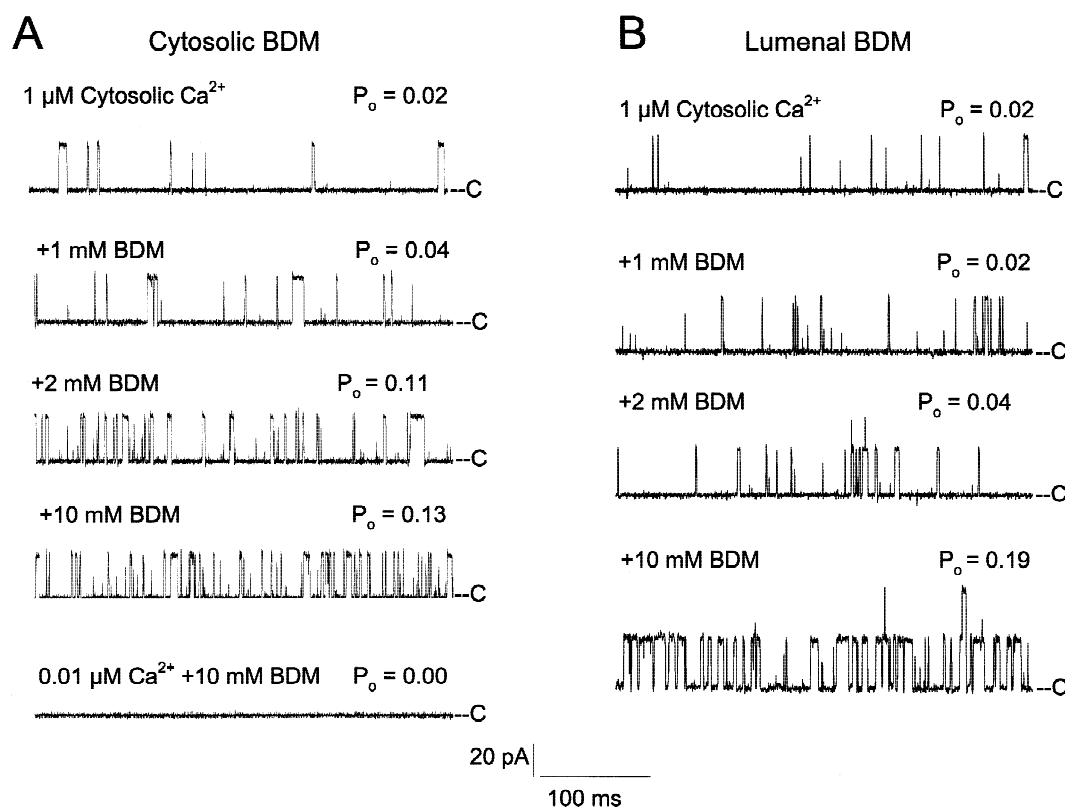 A Cytosolic BDM
1 µM Cytosolic Ca²⁺ Pₒ = 0.02
--C
+1 mM BDM Pₒ = 0.04
--C
+2 mM BDM Pₒ = 0.11
--C
+10 mM BDM Pₒ = 0.13
--C
0.01 µM Ca²⁺ +10 mM BDM Pₒ = 0.00
--C
B Lumenal BDM
1 µM Cytosolic Ca²⁺ Pₒ = 0.02
--C
+1 mM BDM Pₒ = 0.02
--C
+2 mM BDM Pₒ = 0.04
--C
+10 mM BDM Pₒ = 0.19
--C
20 pA
100 ms